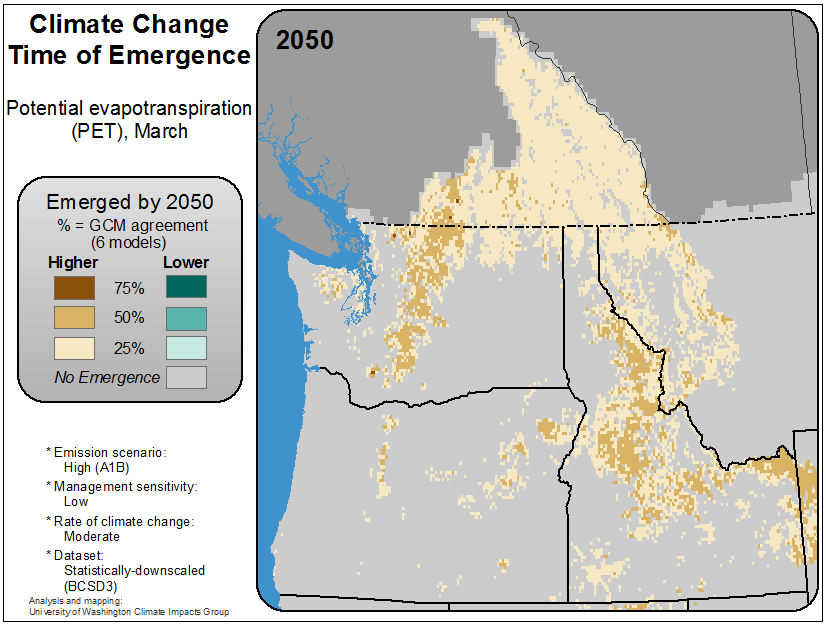 Climate Change
Time of Emergence
Potential evapotranspiration
(PET), March
Emerged by 2050
% = GCM agreement
(6 models)
Higher Lower
75%
50%
25%
No Emergence
* Emission scenario:
High (A1B)
* Management sensitivity:
Low
* Rate of climate change:
Moderate
* Dataset:
Statistically-downscaled
(BCSD3)
Analysis and mapping:
University of Washington Climate Impacts Group
2050